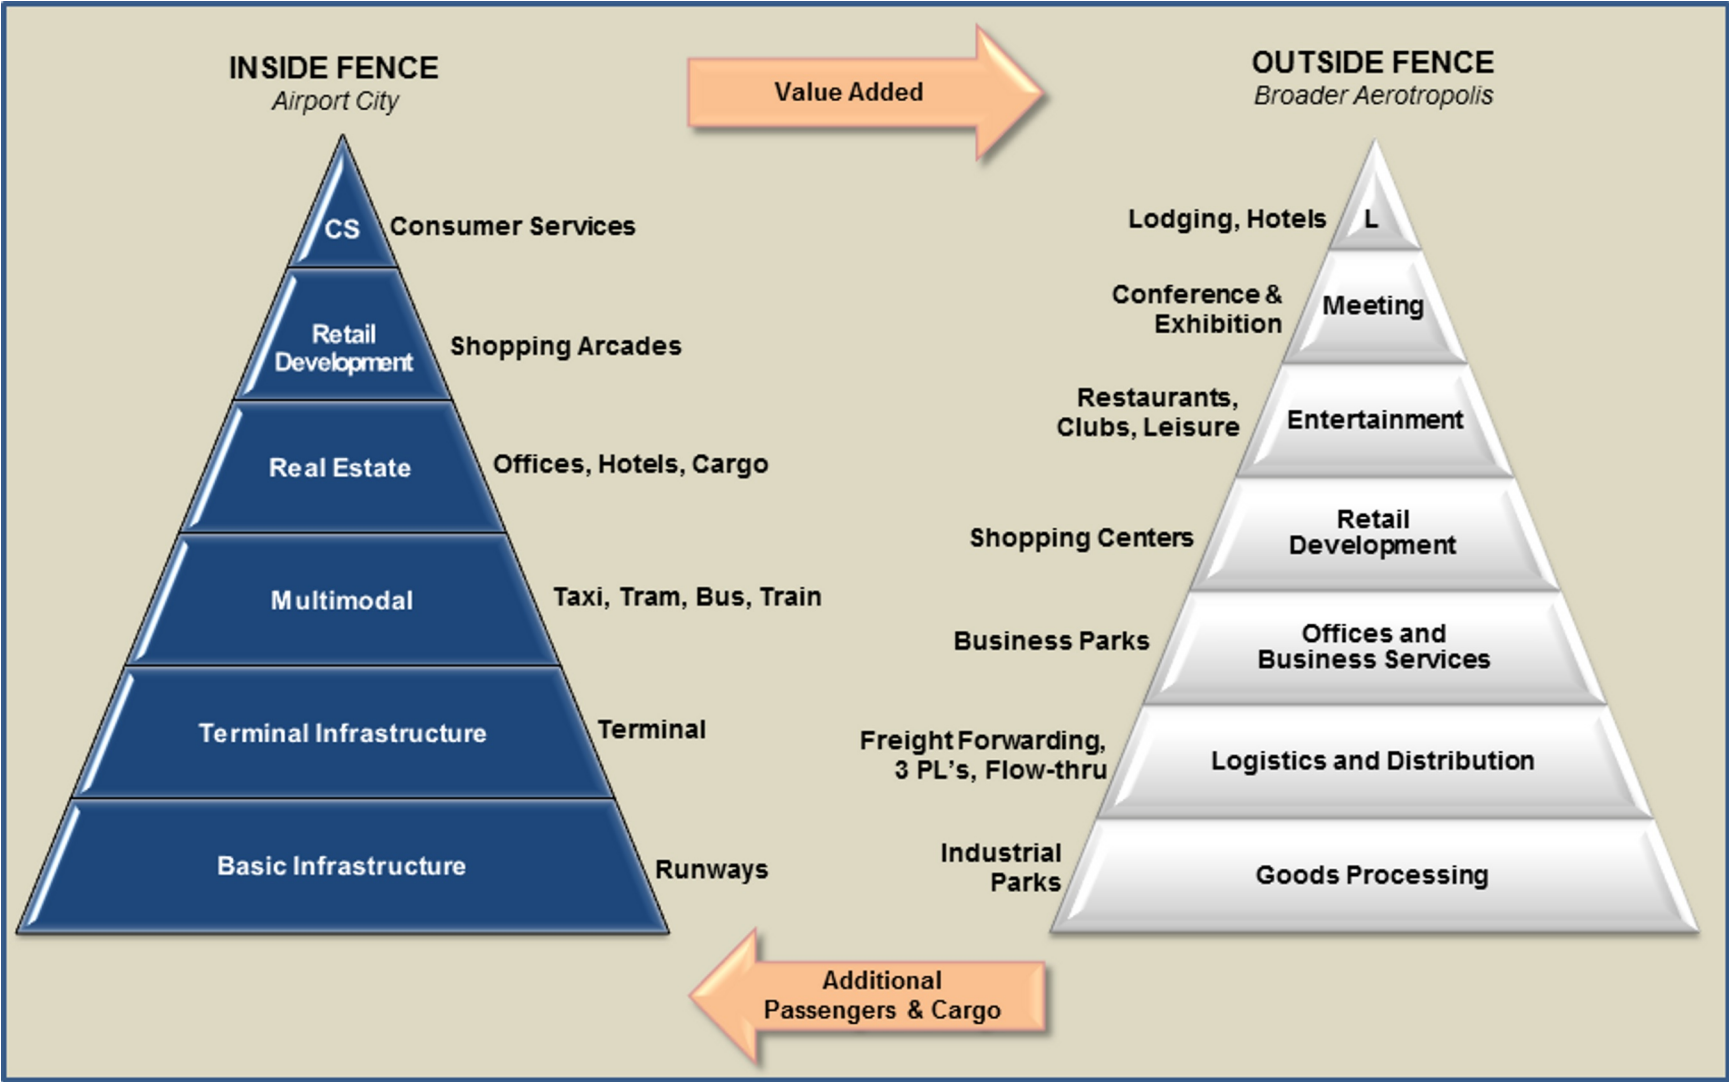 INSIDE FENCE
Airport City
Value Added
OUTSIDE FENCE
Broader Aerotropolis
CS
Consumer Services
Retail
Development
Shopping Arcades
Real Estate
Offices, Hotels, Cargo
Multimodal
Taxi, Tram, Bus, Train
Terminal Infrastructure
Terminal
Basic Infrastructure
Runways
Lodging, Hotels
L
Conference &
Exhibition
Meeting
Restaurants,
Clubs, Leisure
Entertainment
Shopping Centers
Retail
Development
Business Parks
Offices and
Business Services
Freight Forwarding,
3 PL's, Flow-thru
Logistics and Distribution
Industrial
Parks
Goods Processing
Additional
Passengers & Cargo